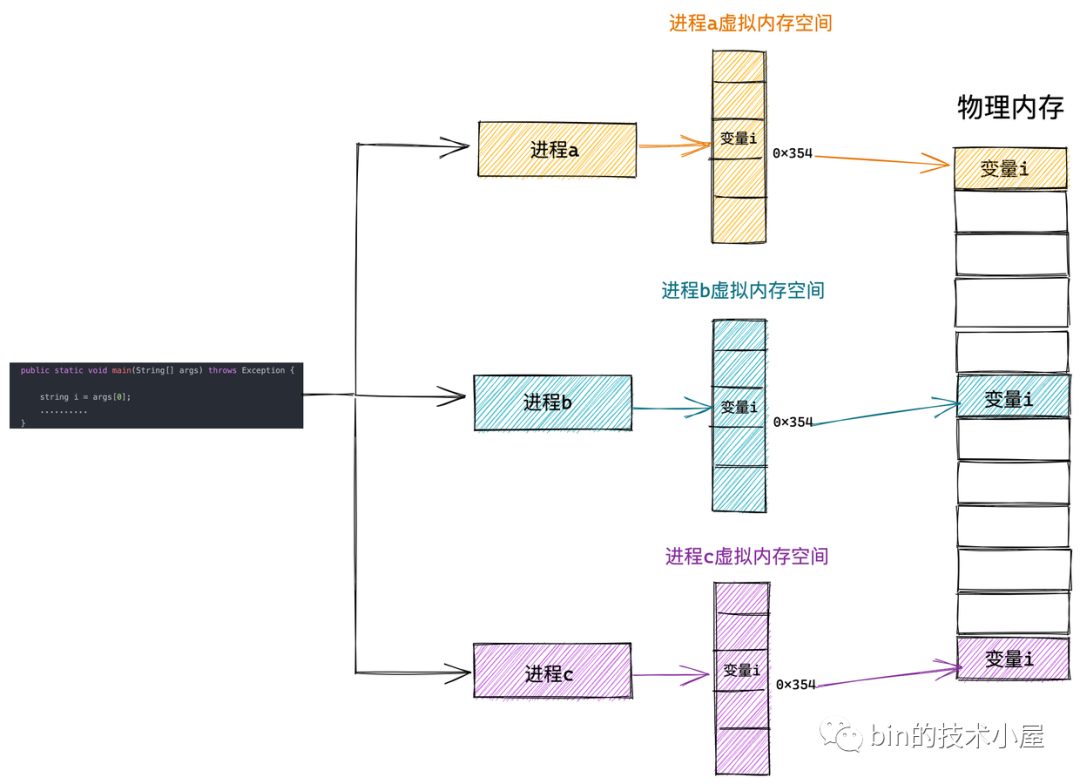 进程a虚拟内存空间
物理内存
进程a
变量i
0×354
变量i
进程b虚拟内存空间
public static void main(String[] args) throws Exception {
string i = args[0];
..........
}
进程b
变量i
0×354
变量i
进程c虚拟内存空间
进程c
变量i
0×354
变量i
bin的技术小屋